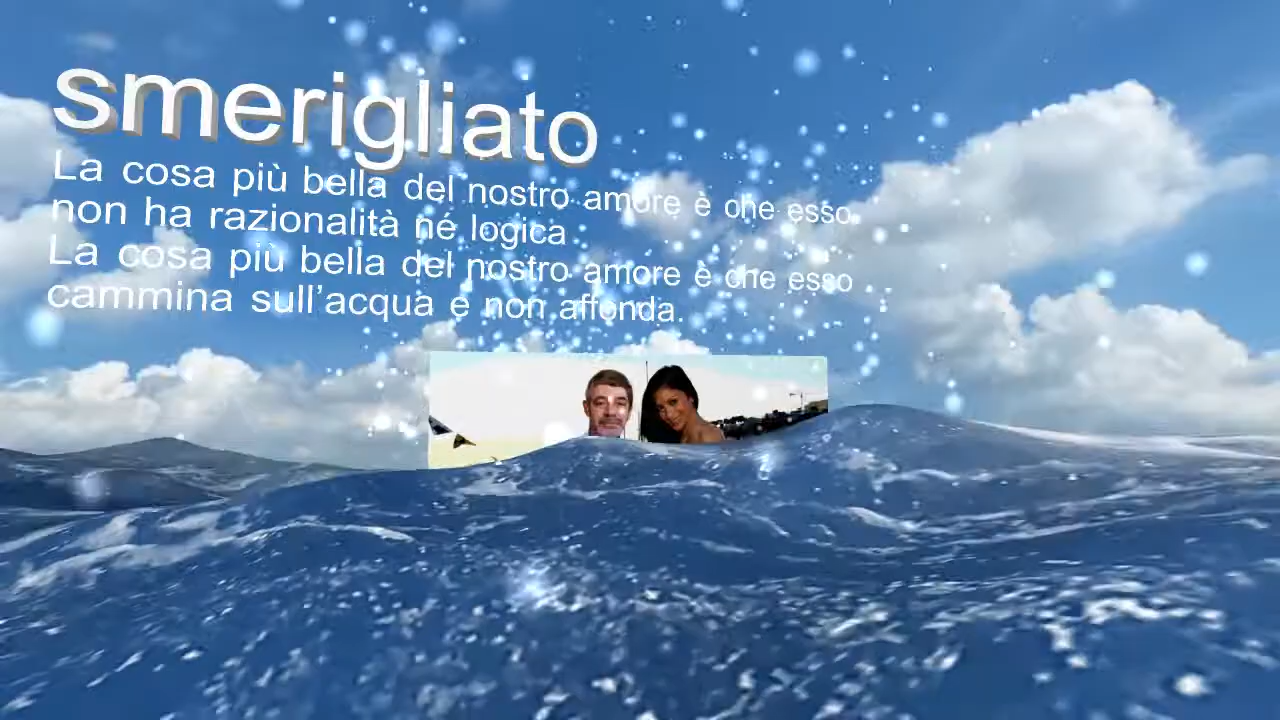 smerigliato
La cosa più bella del nostro amore è che esso
non ha razionalità né logica
La cosa più bella del nostro amore è che esso
cammina sull’acqua e non affonda.